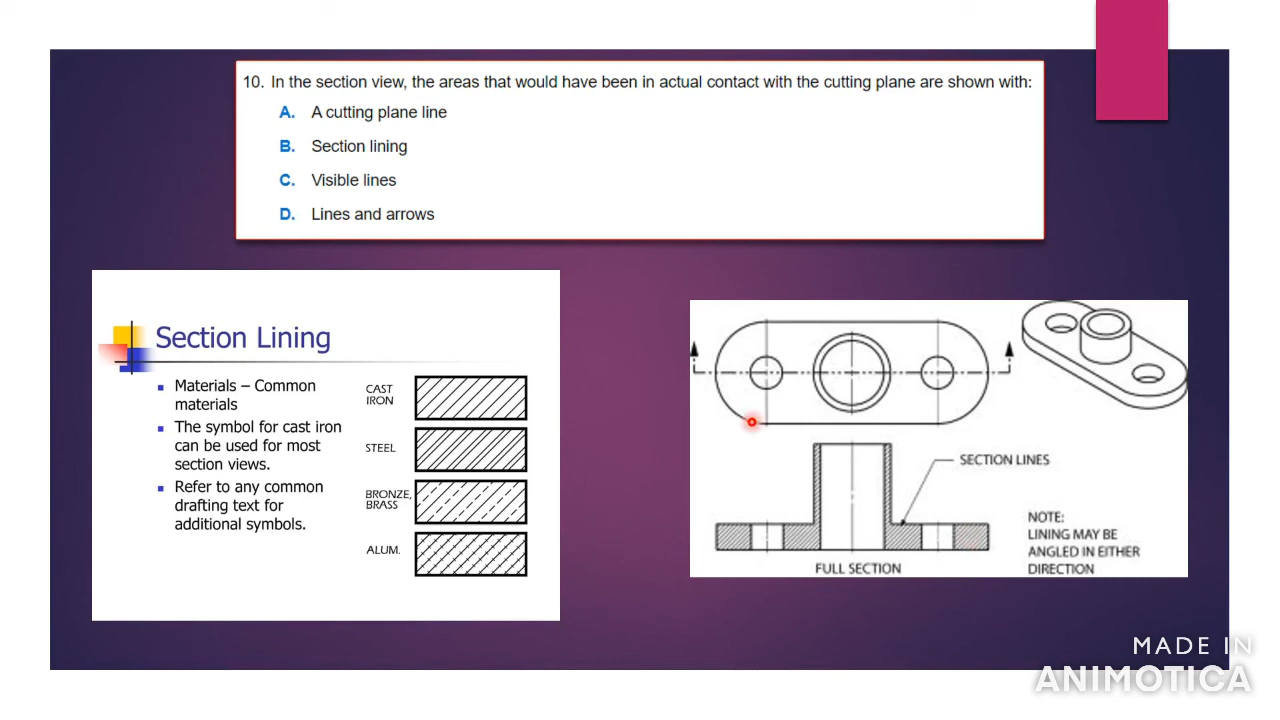 10. In the section view, the areas that would have been in actual contact with the cutting plane are shown with:
A. A cutting plane line
B. Section lining
C. Visible lines
D. Lines and arrows
Section Lining
Materials – Common
materials
The symbol for cast iron
can be used for most
section views.
Refer to any common
drafting text for
additional symbols.
CAST
IRON
STEEL
BRONZE,
BRASS
ALUM.
SECTION LINES
NOTE:
LINING MAY BE
ANGLED IN EITHER
DIRECTION
FULL SECTION
MADE IN
ANIMOTICA